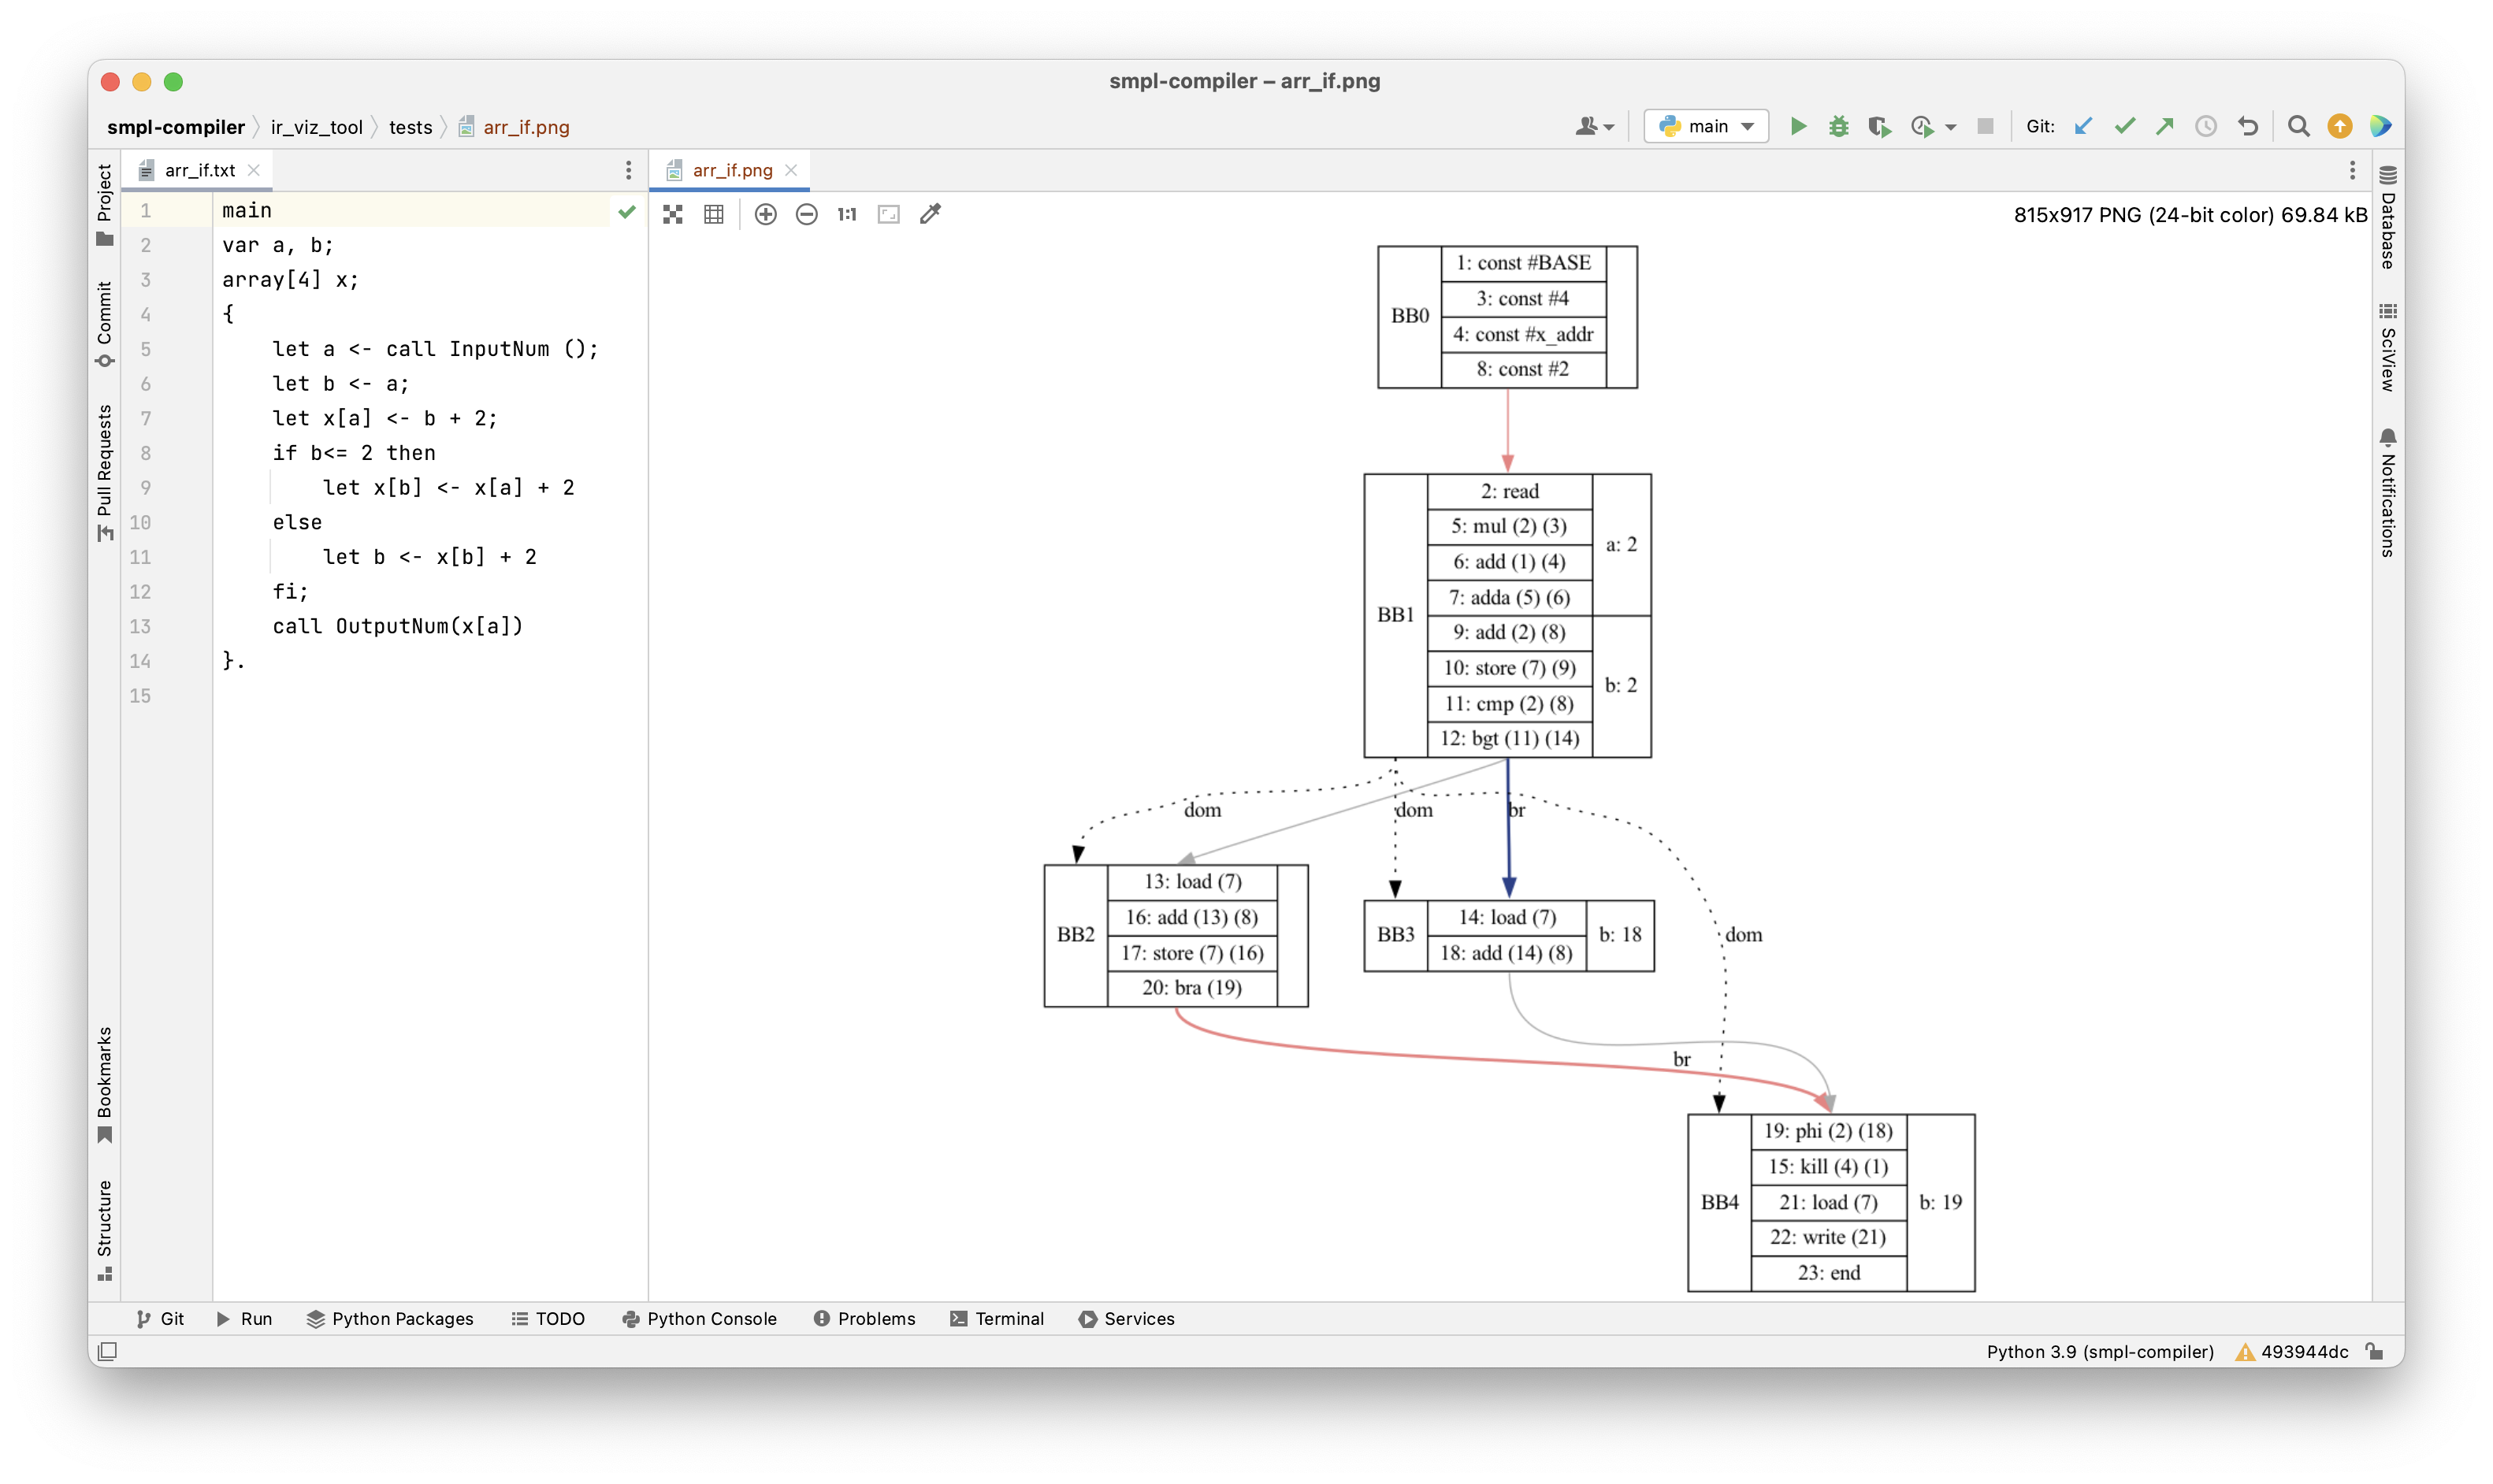 smpl-compiler – arr_if.png
smpl-compiler ir_viz_tool tests arr_if.png
main
Git:
Project
Commit
Pull Requests
Bookmarks
Structure
arr_if.txt
1 main
2 var a, b;
3 array[4] x;
4 {
5 let a <- call InputNum ();
6 let b <- a;
7 let x[a] <- b + 2;
8 if b<= 2 then
9 let x[b] <- x[a] + 2
10 else
11 let b <- x[b] + 2
12 fi;
13 call OutputNum(x[a])
14 }.
15
arr_if.png
1:1
815x917 PNG (24-bit color) 69.84 kB
BB0
1: const #BASE
3: const #4
4: const #x_addr
8: const #2
BB1
2: read
5: mul (2) (3)
6: add (1) (4)
7: adda (5) (6)
9: add (2) (8)
10: store (7) (9)
11: cmp (2) (8)
12: bgt (11) (14)
a: 2
b: 2
dom
dom
br
dom
BB2
13: load (7)
16: add (13) (8)
17: store (7) (16)
20: bra (19)
BB3
14: load (7)
18: add (14) (8)
b: 18
br
BB4
19: phi (2) (18)
15: kill (4) (1)
21: load (7)
22: write (21)
23: end
b: 19
Database
SciView
Notifications
Git Run Python Packages TODO Python Console Problems Terminal Services
Python 3.9 (smpl-compiler) 493944dc